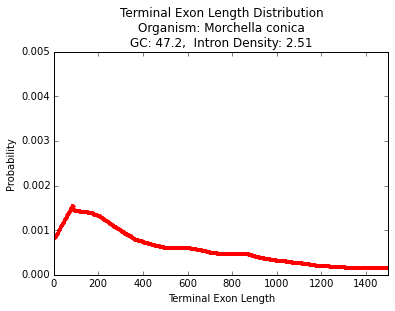 Terminal Exon Length Distribution
Organism: Morchella conica
GC: 47.2,  Intron Density: 2.51
0.005
0.004
0.003
0.002
0.001
0.000
Probability
0 200 400 600 800 1000 1200 1400
Terminal Exon Length